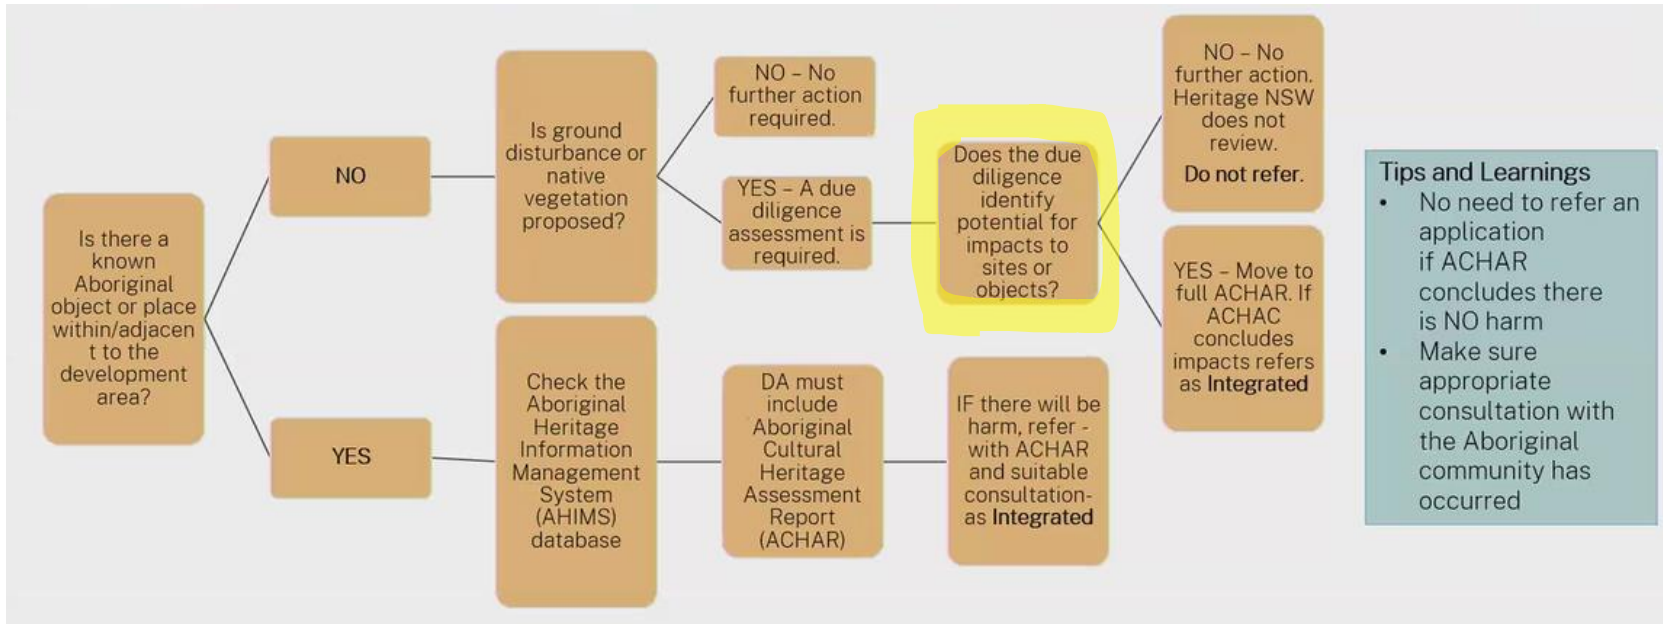 Is there a
known
Aboriginal
object or place
within/adjacen
t to the
development
area?
NO
YES
Is ground
disturbance or
native
vegetation
proposed?
Check the
Aboriginal
Heritage
Information
Management
System
(AHIMS)
database
NO – No
further action
required.
YES – A due
diligence
assessment is
required.
DA must
include
Aboriginal
Cultural
Heritage
Assessment
Report
(ACHAR)
Does the due
diligence
identify
potential for
impacts to
sites or
objects?
IF there will be
harm, refer -
with ACHAR
and suitable
consultation-
as Integrated
NO – No
further action.
Heritage NSW
does not
review.
Do not refer.
YES – Move to
full ACHAR. If
ACHAC
concludes
impacts refers
as Integrated
Tips and Learnings
• No need to refer an
application
if ACHAR
concludes there
is NO harm
• Make sure
appropriate
consultation with
the Aboriginal
community has
occurred